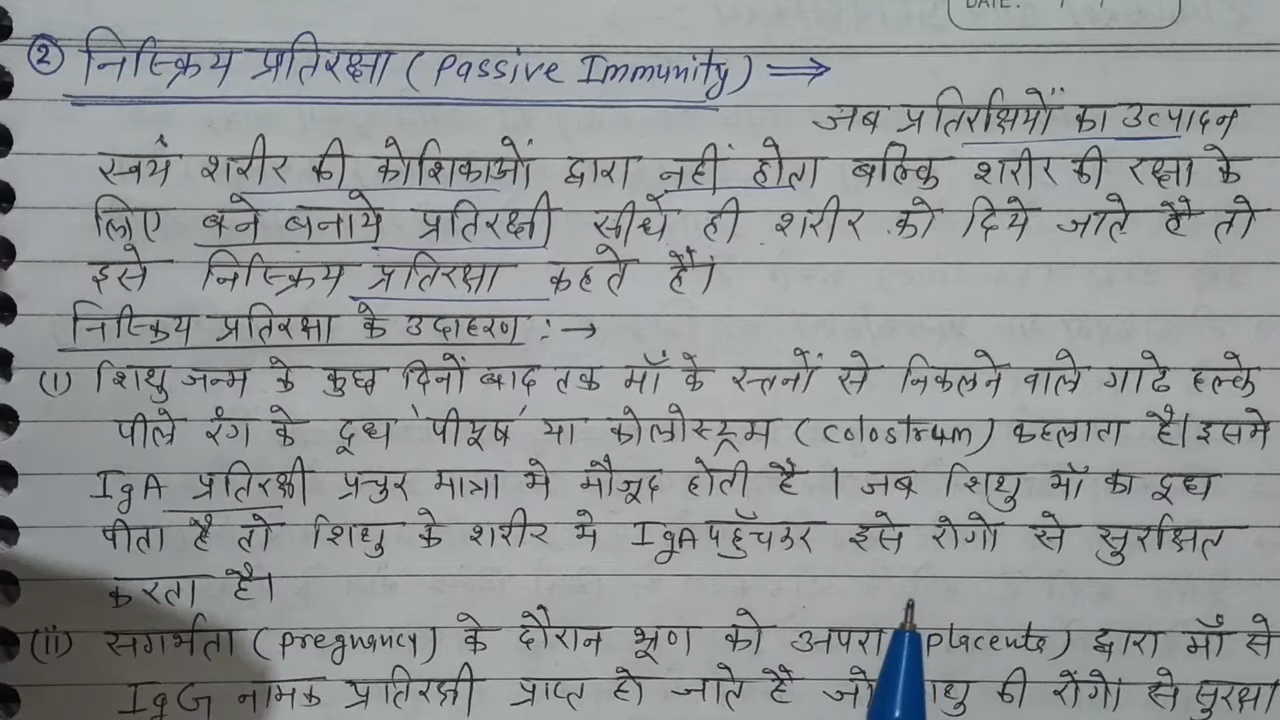 DATE: / /
② निष्क्रिय प्रतिरक्षा (Passive Immunity) ⇒
जब प्रतिरक्षियों का उत्पादन
स्वयं शरीर की कोशिकाओं द्वारा नहीं होता बल्कि शरीर की रक्षा के
लिए बने बनाये प्रतिरक्षी सीधे ही शरीर को दिये जाते है तो
इसे निष्क्रिय प्रतिरक्षा कहते हैं।
निष्क्रिय प्रतिरक्षा के उदाहरण :→
(i) शिशु जन्म के कुछ दिनों बाद तक माँ के स्तनों से निकलने वाले गाढे हल्के
पीले रंग के दूध 'पीयूष' या कोलोस्ट्रम (colostrum) कहलाता है। इसमे
IgA प्रतिरक्षी प्रचुर मात्रा मे मौजूद होती है । जब शिशु माँ का दूध
पीता है तो शिशु के शरीर मे IgA पहुँचकर इसे रोगो से सुरक्षित
करता है।
(ii) सगर्भता (pregnancy) के दौरान भ्रूण को अपरा placenta) द्वारा माँ से
IgG नामक प्रतिरक्षी प्राप्त हो जाते है की रोगो से सुरक्षा